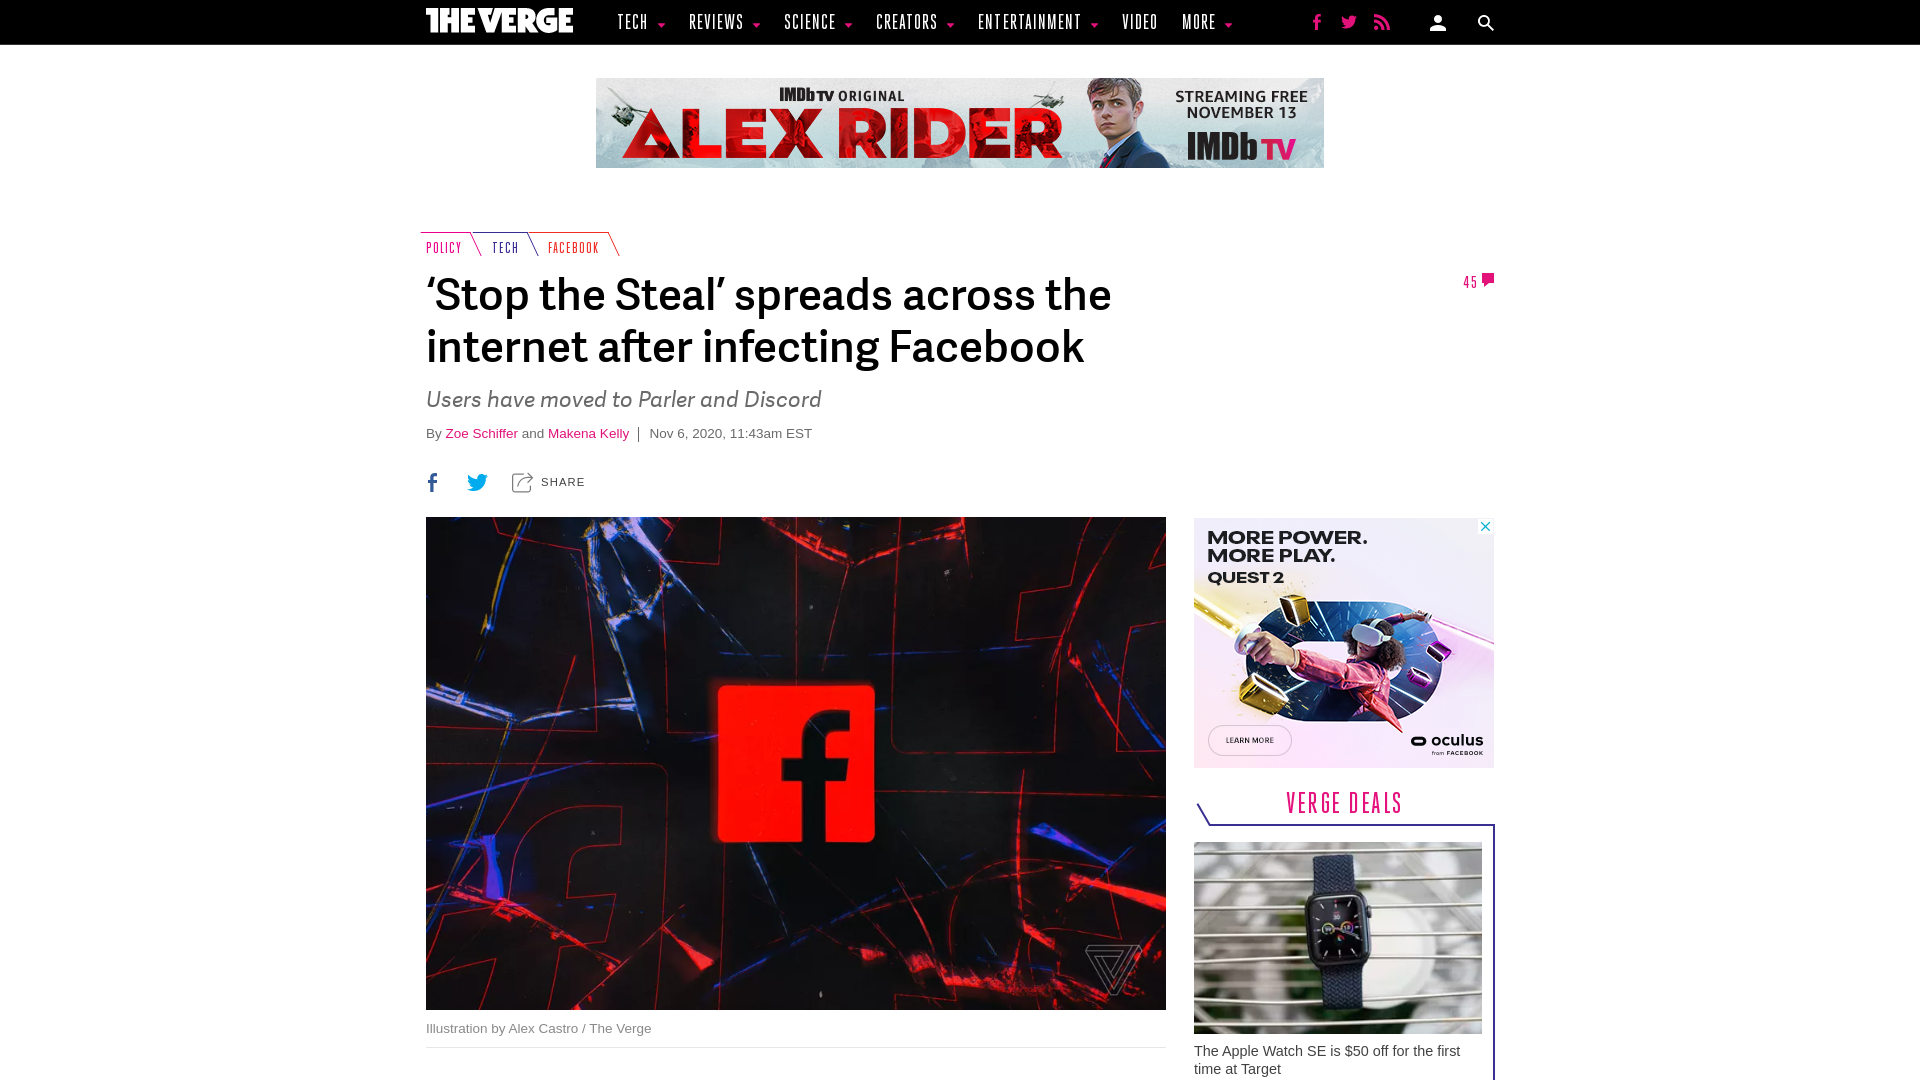 THE VERGE
TECH REVIEWS SCIENCE CREATORS ENTERTAINMENT VIDEO MORE
IMDb TV ORIGINAL
ALEX RIDER
STREAMING FREE
NOVEMBER 13
IMDb TV
POLICY TECH FACEBOOK
‘Stop the Steal’ spreads across the
internet after infecting Facebook
45
Users have moved to Parler and Discord
By Zoe Schiffer and Makena Kelly | Nov 6, 2020, 11:43am EST
SHARE
Illustration by Alex Castro / The Verge
MORE POWER.
MORE PLAY.
QUEST 2
LEARN MORE
oculus
from FACEBOOK
VERGE DEALS
The Apple Watch SE is $50 off for the first
time at Target